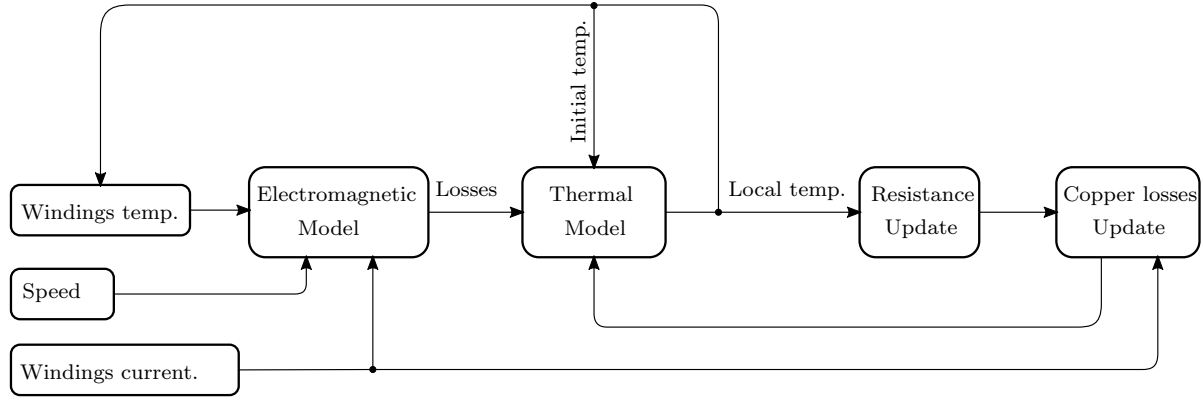 Initial temp.
Windings temp.
Electromagnetic
Model
Losses
Thermal
Model
Local temp.
Resistance
Update
Copper losses
Update
Speed
Windings current.